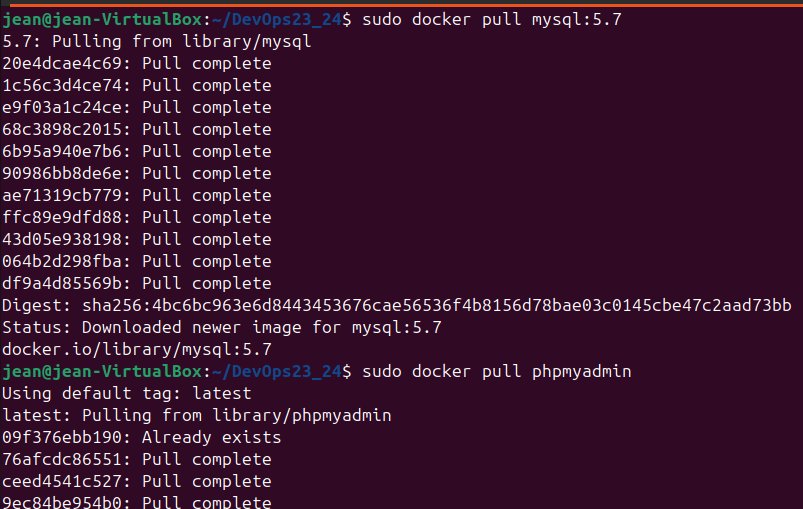 jean@jean-VirtualBox:~/DevOps23_24$ sudo docker pull mysql:5.7
5.7: Pulling from library/mysql
20e4dcae4c69: Pull complete
1c56c3d4ce74: Pull complete
e9f03a1c24ce: Pull complete
68c3898c2015: Pull complete
6b95a940e7b6: Pull complete
90986bb8de6e: Pull complete
ae71319cb779: Pull complete
ffc89e9dfd88: Pull complete
43d05e938198: Pull complete
064b2d298fba: Pull complete
df9a4d85569b: Pull complete
Digest: sha256:4bc6bc963e6d8443453676cae56536f4b8156d78bae03c0145cbe47c2aad73bb
Status: Downloaded newer image for mysql:5.7
docker.io/library/mysql:5.7
jean@jean-VirtualBox:~/DevOps23_24$ sudo docker pull phpmyadmin
Using default tag: latest
latest: Pulling from library/phpmyadmin
09f376ebb190: Already exists
76afcdc86551: Pull complete
ceed4541c527: Pull complete
9ec84be954b0: Pull complete